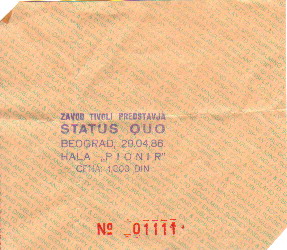 ZAVOD TIVOLI PREDSTAVJA
STATUS QUO
BEOGRAD, 29.04.86
HALA „PIONIR”
CENA: 1.000 DIN
№ 01111